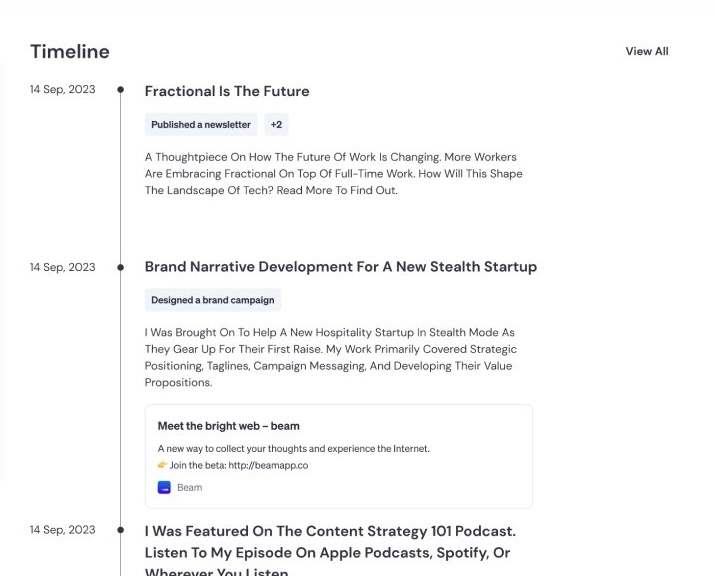 Timeline
View All
14 Sep, 2023
Fractional Is The Future
Published a newsletter
+2
A Thoughtpiece On How The Future Of Work Is Changing. More Workers
Are Embracing Fractional On Top Of Full-Time Work. How Will This Shape
The Landscape Of Tech? Read More To Find Out.
14 Sep, 2023
Brand Narrative Development For A New Stealth Startup
Designed a brand campaign
I Was Brought On To Help A New Hospitality Startup In Stealth Mode As
They Gear Up For Their First Raise. My Work Primarily Covered Strategic
Positioning, Taglines, Campaign Messaging, And Developing Their Value
Propositions.
Meet the bright web – beam
A new way to collect your thoughts and experience the Internet.
👉 Join the beta: http://beamapp.co
Beam
14 Sep, 2023
I Was Featured On The Content Strategy 101 Podcast.
Listen To My Episode On Apple Podcasts, Spotify, Or
Wherever You Listen